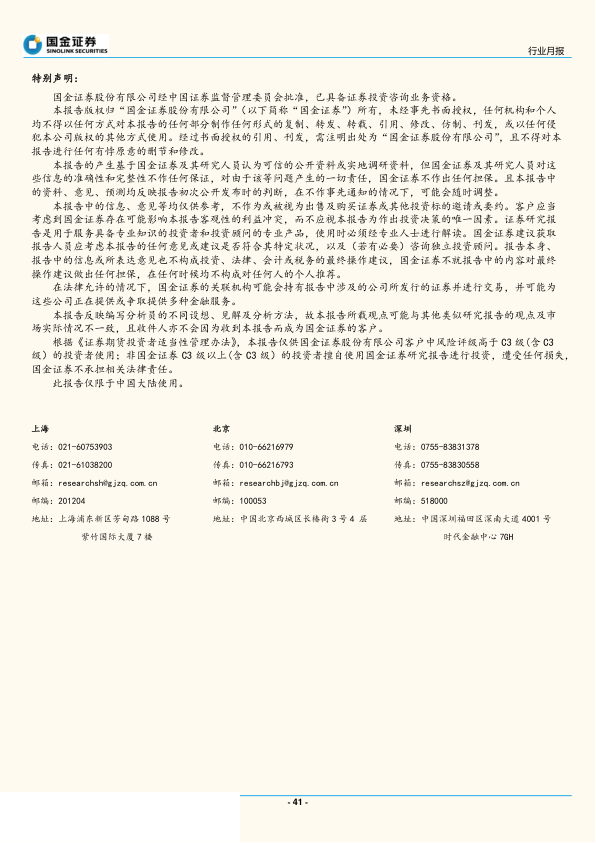 国金证券
SINOLINK SECURITIES
行业月报
特别声明：
国金证券股份有限公司经中国证券监督管理委员会批准，已具备证券投资咨询业务资格。
本报告版权归“国金证券股份有限公司”（以下简称“国金证券”）所有，未经事先书面授权，任何机构和个人
均不得以任何方式对本报告的任何部分制作任何形式的复制、转发、转载、引用、修改、仿制、刊发，或以任何侵
犯本公司版权的其他方式使用。经过书面授权的引用、刊发，需注明出处为“国金证券股份有限公司”，且不得对本
报告进行任何有悖原意的删节和修改。
本报告的产生基于国金证券及其研究人员认为可信的公开资料或实地调研资料，但国金证券及其研究人员对这
些信息的准确性和完整性不作任何保证，对由于该等问题产生的一切责任，国金证券不作出任何担保。且本报告中
的资料、意见、预测均反映报告初次公开发布时的判断，在不作事先通知的情况下，可能会随时调整。
本报告中的信息、意见等均仅供参考，不作为或被视为出售及购买证券或其他投资标的邀请或要约。客户应当
考虑到国金证券存在可能影响本报告客观性的利益冲突，而不应视本报告为作出投资决策的唯一因素。证券研究报
告是用于服务具备专业知识的投资者和投资顾问的专业产品，使用时必须经专业人士进行解读。国金证券建议获取
报告人员应考虑本报告的任何意见或建议是否符合其特定状况，以及（若有必要）咨询独立投资顾问。报告本身、
报告中的信息或所表达意见也不构成投资、法律、会计或税务的最终操作建议，国金证券不就报告中的内容对最终
操作建议做出任何担保，在任何时候均不构成对任何人的个人推荐。
在法律允许的情况下，国金证券的关联机构可能会持有报告中涉及的公司所发行的证券并进行交易，并可能为
这些公司正在提供或争取提供多种金融服务。
本报告反映编写分析员的不同设想、见解及分析方法，故本报告所载观点可能与其他类似研究报告的观点及市
场实际情况不一致，且收件人亦不会因为收到本报告而成为国金证券的客户。
根据《证券期货投资者适当性管理办法》，本报告仅供国金证券股份有限公司客户中风险评级高于 C3 级(含 C3
级）的投资者使用；非国金证券 C3 级以上(含 C3 级）的投资者擅自使用国金证券研究报告进行投资，遭受任何损失，
国金证券不承担相关法律责任。
此报告仅限于中国大陆使用。
上海 北京 深圳
电话：021-60753903 电话：010-66216979 电话：0755-83831378
传真：021-61038200 传真：010-66216793 传真：0755-83830558
邮箱：researchsh@gjzq.com.cn 邮箱：researchbj@gjzq.com.cn 邮箱：researchsz@gjzq.com.cn
邮编：201204 邮编：100053 邮编：518000
地址：上海浦东新区芳甸路 1088 号 地址：中国北京西城区长椿街 3 号 4 层 地址：中国深圳福田区深南大道 4001 号
紫竹国际大厦 7 楼 时代金融中心 7GH
- 41 -